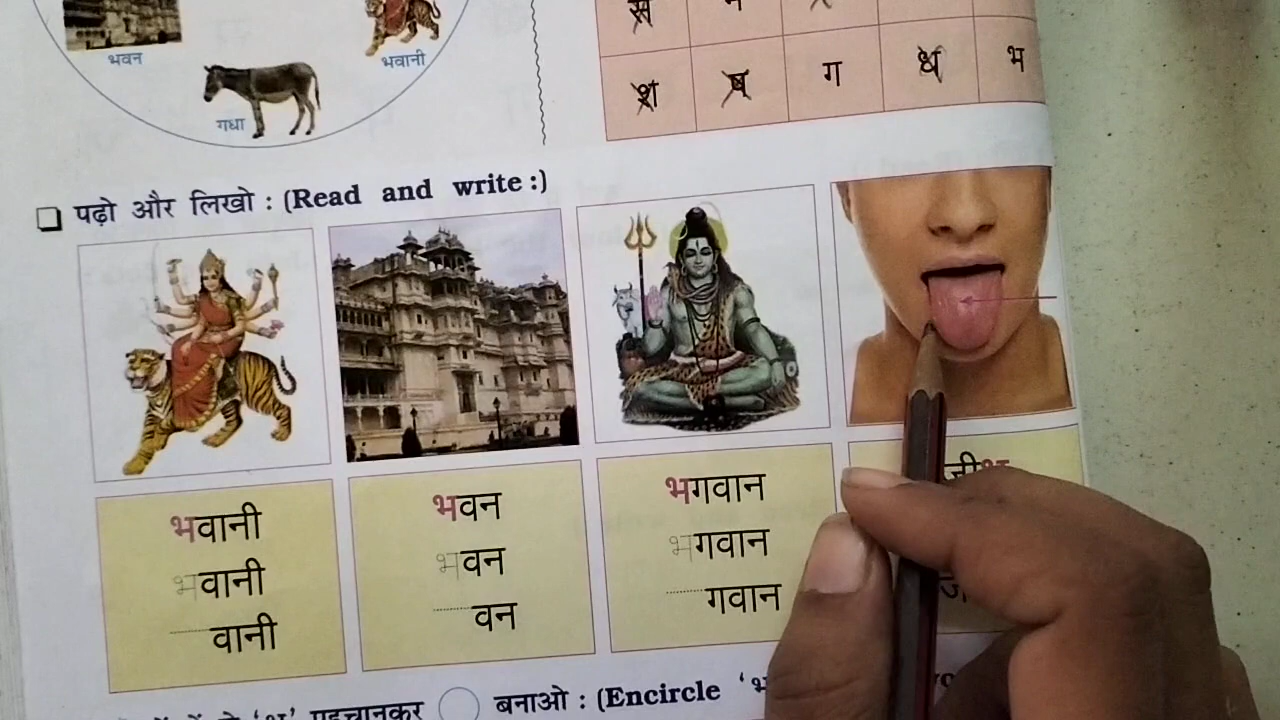 भवन
भवानी
गधा
श ष ग ध भ
पढ़ो और लिखो : (Read and write :)
भवानी भवन भगवान जीभ
भवानी भवन भगवान
वानी वन गवान
बनाओ : (Encircle 'भ